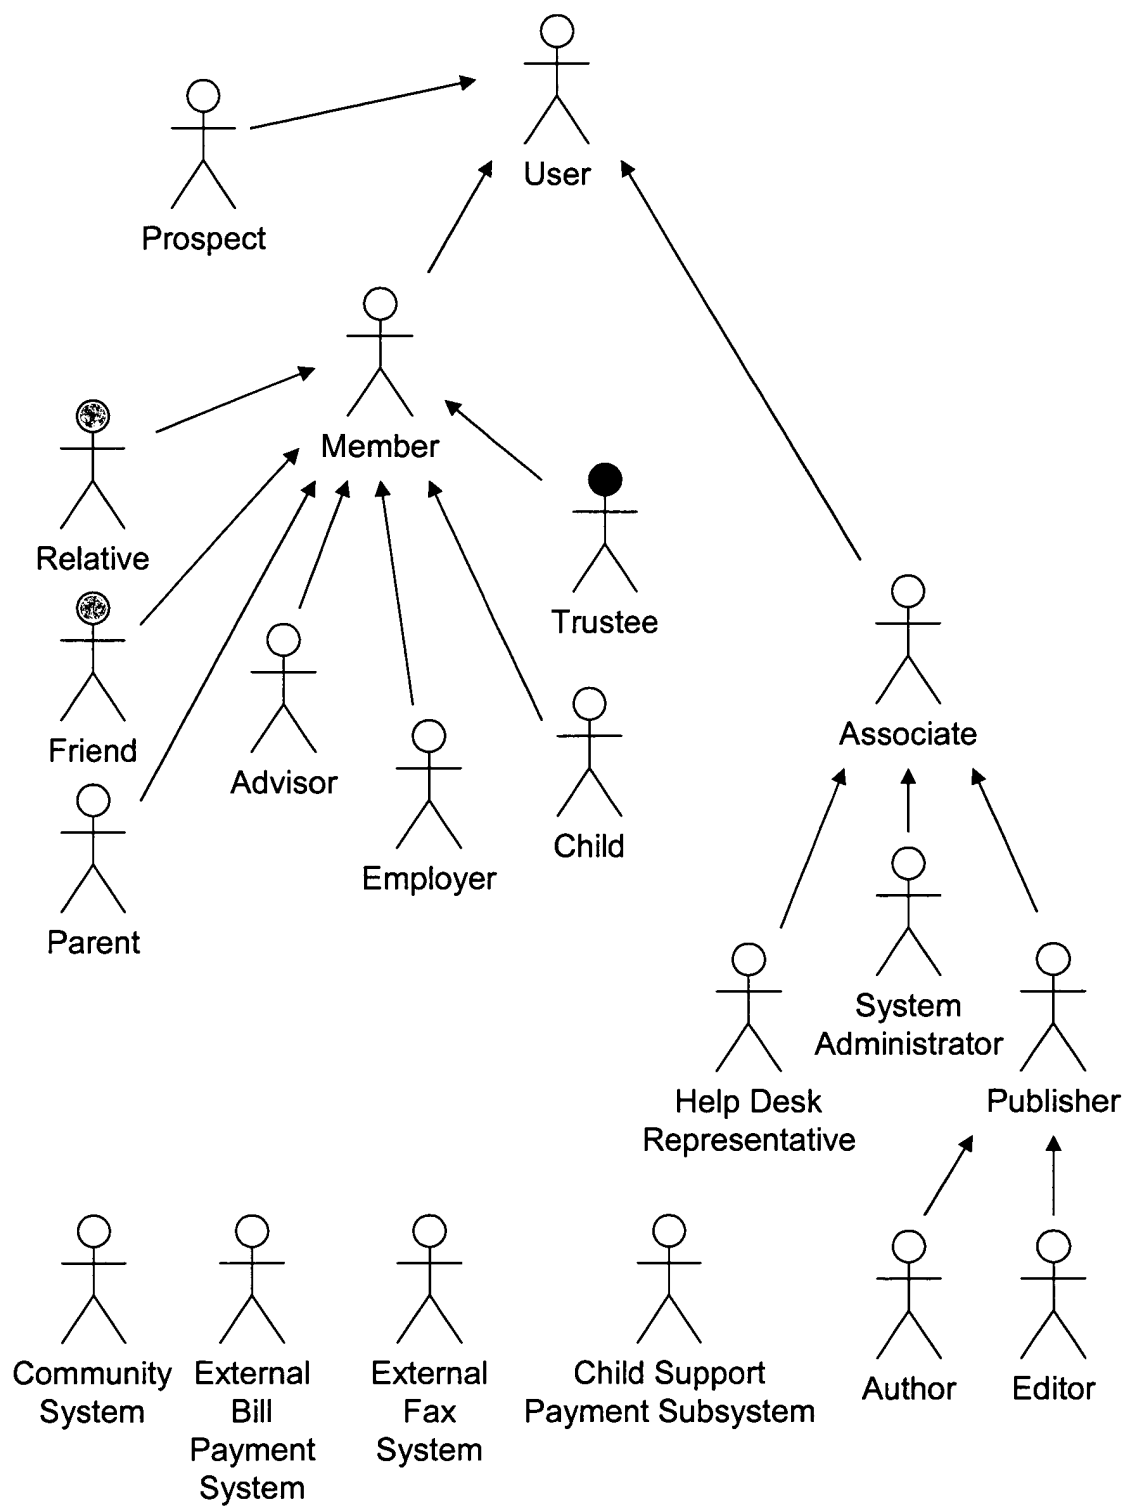 User
Prospect
Member
Relative
Trustee
Friend
Advisor
Associate
Child
Employer
Parent
System
Administrator
Help Desk
Representative
Publisher
Community
System
External
Bill
Payment
System
External
Fax
System
Child Support
Payment Subsystem
Author
Editor